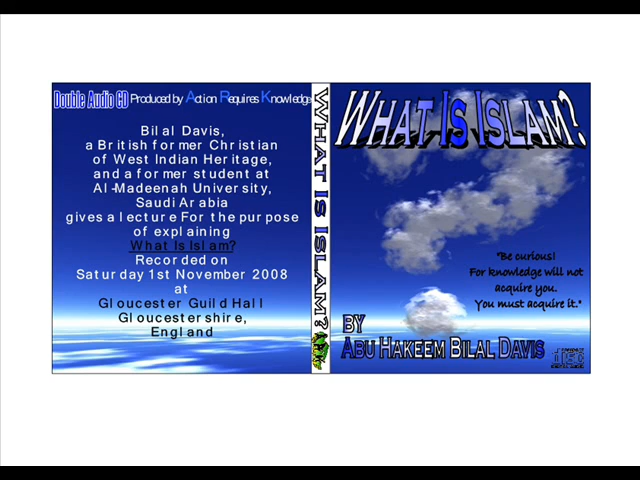 Double Audio CD Produced by Action Requires Knowledge
Bilal Davis,
a British former Christian
of West Indian Heritage,
and a former student at
Al-Madeenah University,
Saudi Arabia
gives a lecture For the purpose
of explaining
What Is Islam?
Recorded on
Saturday 1st November 2008
at
Gloucester Guild Hall
Gloucestershire,
England
WHAT IS ISLAM?
WHAT IS ISLAM?
"Be curious!
For knowledge will not
acquire you.
You must acquire it."
BY
ABU HAKEEM BILAL DAVIS